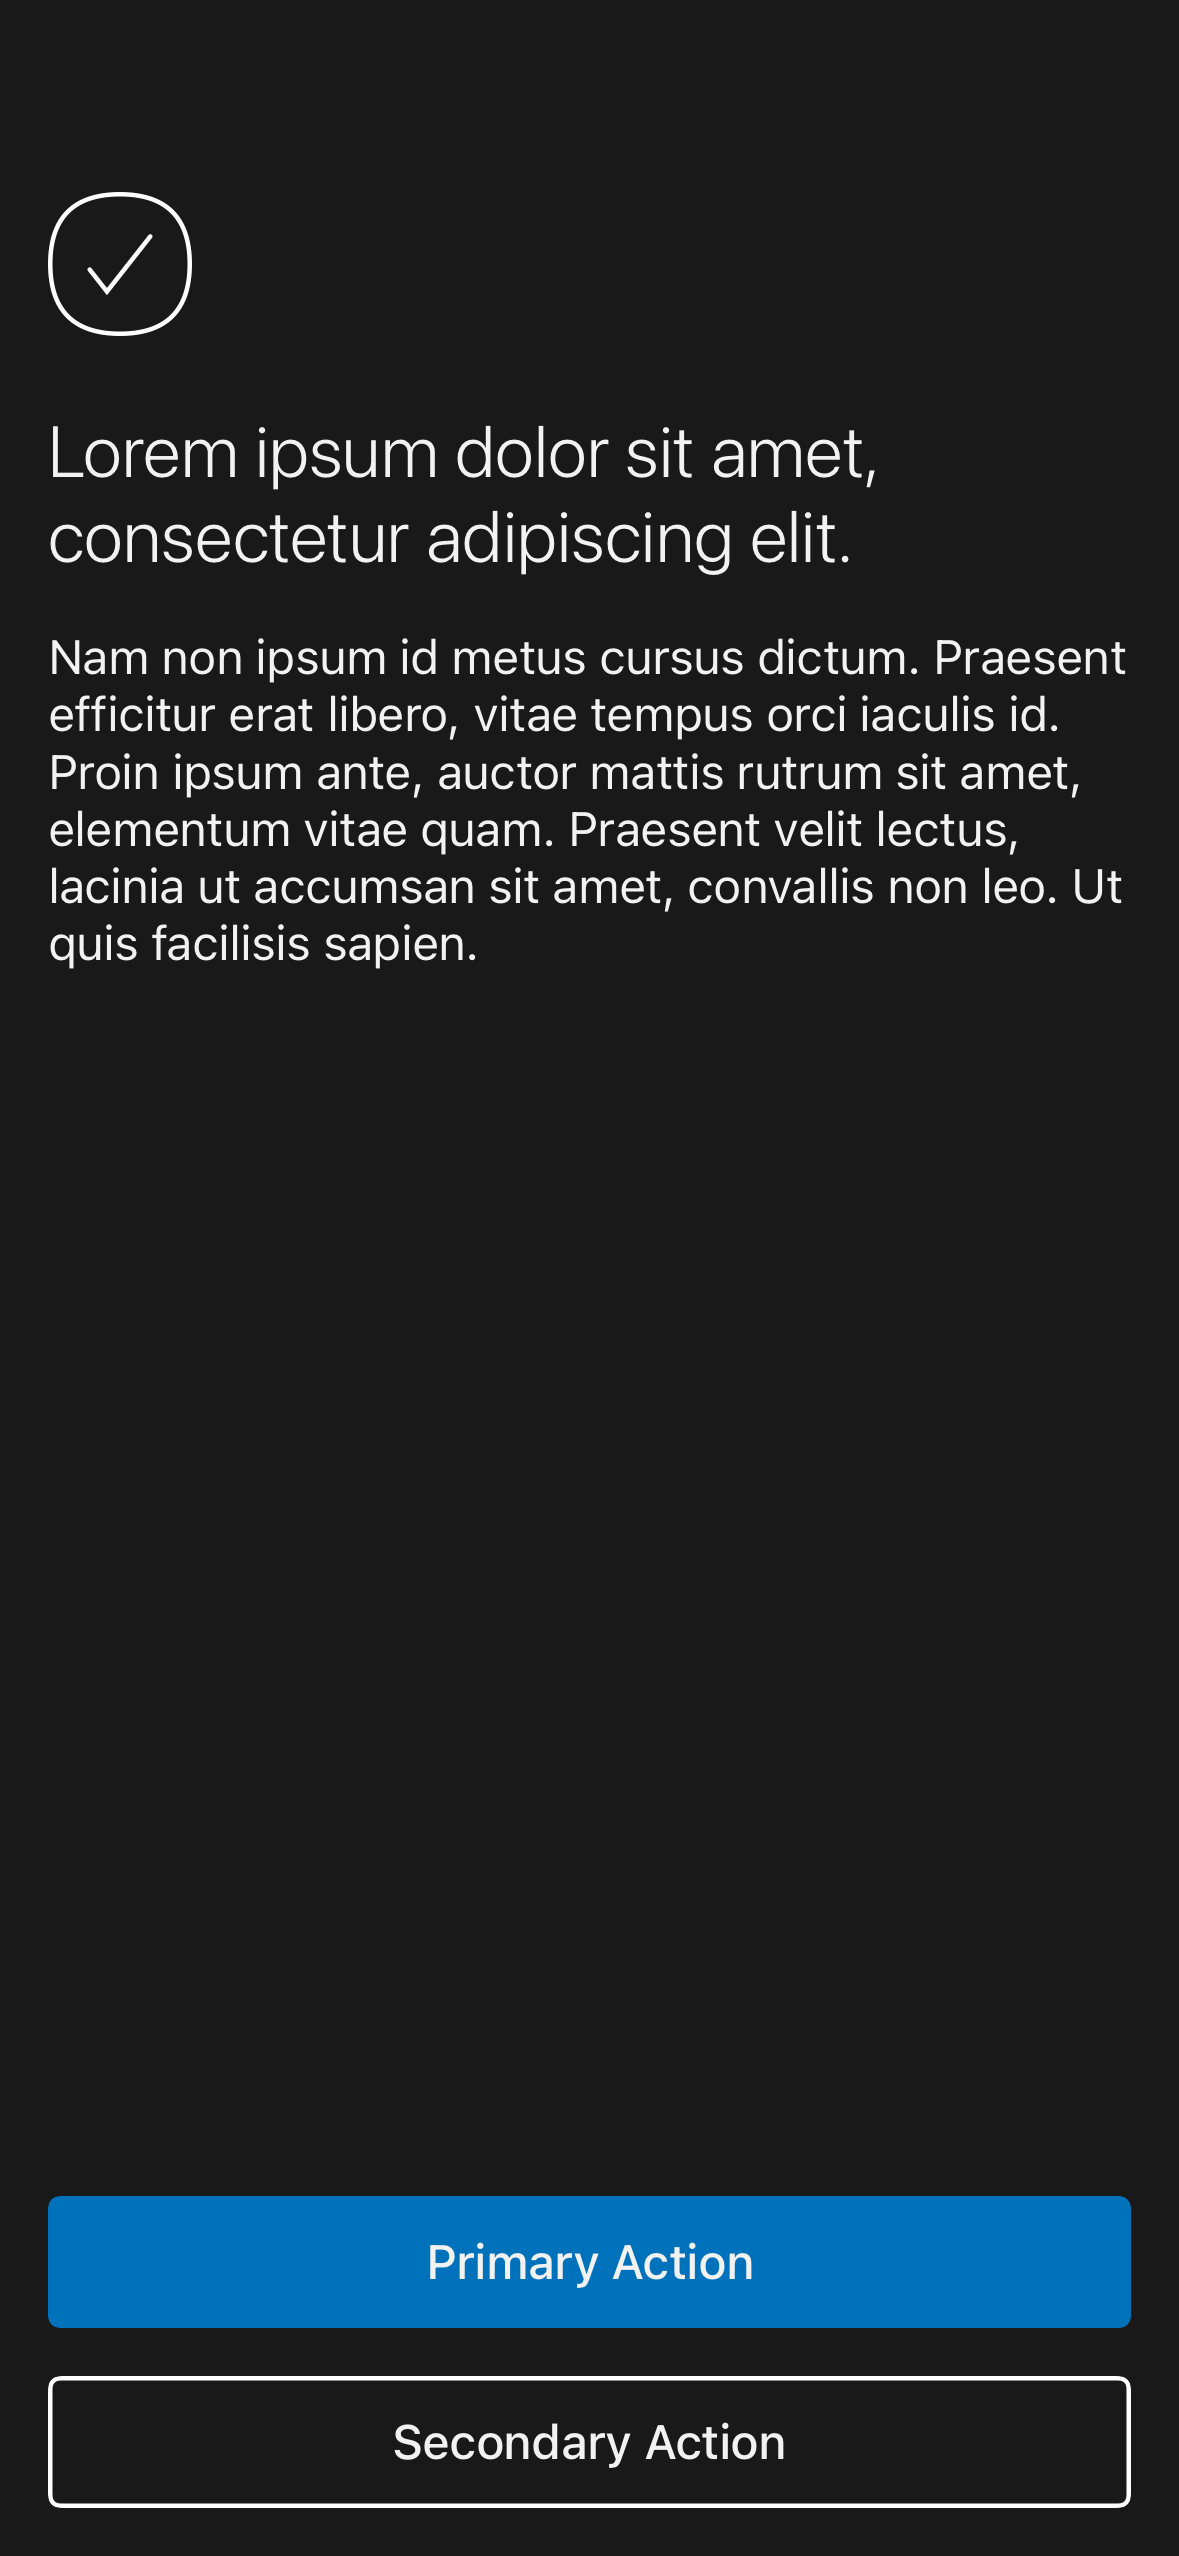 Lorem ipsum dolor sit amet,
consectetur adipiscing elit.
Nam non ipsum id metus cursus dictum. Praesent
efficitur erat libero, vitae tempus orci iaculis id.
Proin ipsum ante, auctor mattis rutrum sit amet,
elementum vitae quam. Praesent velit lectus,
lacinia ut accumsan sit amet, convallis non leo. Ut
quis facilisis sapien.
Primary Action
Secondary Action